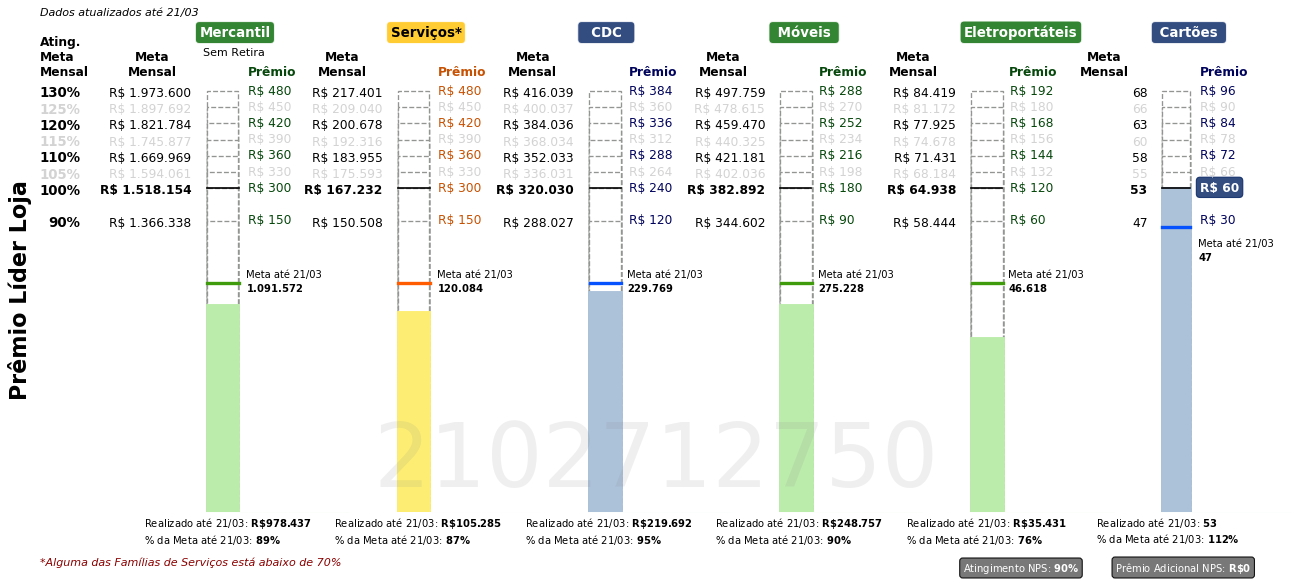 Dados atualizados até 21/03
Mercantil Serviços* CDC Móveis Eletroportáteis Cartões
Sem Retira
Ating. Meta Mensal
Meta Mensal Prêmio Meta Mensal Prêmio Meta Mensal Prêmio Meta Mensal Prêmio Meta Mensal Prêmio Meta Mensal Prêmio
130% R$ 1.973.600 R$ 480 R$ 217.401 R$ 480 R$ 416.039 R$ 384 R$ 497.759 R$ 288 R$ 84.419 R$ 192 68 R$ 96
125% R$ 1.897.692 R$ 450 R$ 209.040 R$ 450 R$ 400.037 R$ 360 R$ 478.615 R$ 270 R$ 81.172 R$ 180 66 R$ 90
120% R$ 1.821.784 R$ 420 R$ 200.678 R$ 420 R$ 384.036 R$ 336 R$ 459.470 R$ 252 R$ 77.925 R$ 168 63 R$ 84
115% R$ 1.745.877 R$ 390 R$ 192.316 R$ 390 R$ 368.034 R$ 312 R$ 440.325 R$ 234 R$ 74.678 R$ 156 60 R$ 78
110% R$ 1.669.969 R$ 360 R$ 183.955 R$ 360 R$ 352.033 R$ 288 R$ 421.181 R$ 216 R$ 71.431 R$ 144 58 R$ 72
105% R$ 1.594.061 R$ 330 R$ 175.593 R$ 330 R$ 336.031 R$ 264 R$ 402.036 R$ 198 R$ 68.184 R$ 132 55 R$ 66
100% R$ 1.518.154 R$ 300 R$ 167.232 R$ 300 R$ 320.030 R$ 240 R$ 382.892 R$ 180 R$ 64.938 R$ 120 53 R$ 60
90% R$ 1.366.338 R$ 150 R$ 150.508 R$ 150 R$ 288.027 R$ 120 R$ 344.602 R$ 90 R$ 58.444 R$ 60 47 R$ 30
Meta até 21/03
47
Meta até 21/03 Meta até 21/03 Meta até 21/03 Meta até 21/03 Meta até 21/03
1.091.572 120.084 229.769 275.228 46.618
Prêmio Líder Loja
2102712750
Realizado até 21/03: R$978.437 Realizado até 21/03: R$105.285 Realizado até 21/03: R$219.692 Realizado até 21/03: R$248.757 Realizado até 21/03: R$35.431 Realizado até 21/03: 53
% da Meta até 21/03: 89% % da Meta até 21/03: 87% % da Meta até 21/03: 95% % da Meta até 21/03: 90% % da Meta até 21/03: 76% % da Meta até 21/03: 112%
*Alguma das Famílias de Serviços está abaixo de 70%
Atingimento NPS: 90% Prêmio Adicional NPS: R$0